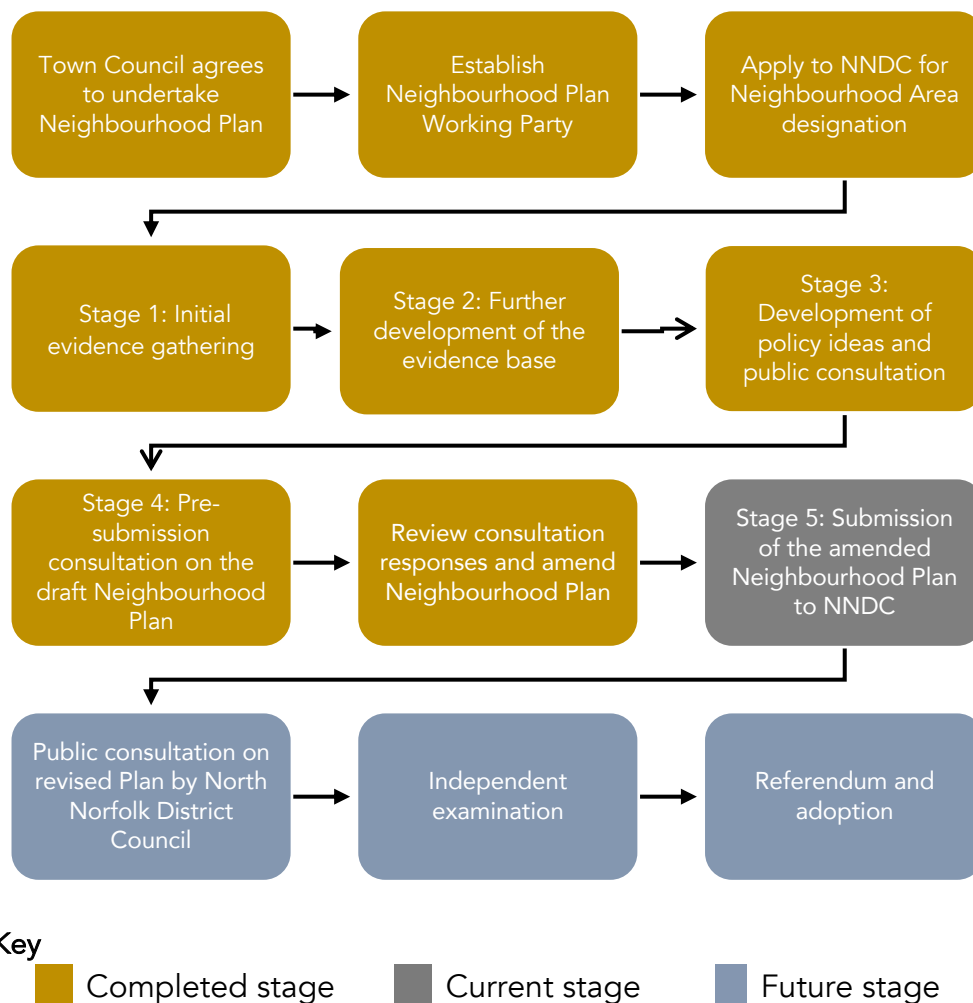 Town Council agrees
to undertake
Neighbourhood Plan
Establish
Neighbourhood Plan
Working Party
Apply to NNDC for
Neighbourhood Area
designation
Stage 1: Initial
evidence gathering
Stage 2: Further
development of the
evidence base
Stage 3:
Development of
policy ideas and
public consultation
Stage 4: Pre-
submission
consultation on the
draft Neighbourhood
Plan
Review consultation
responses and amend
Neighbourhood Plan
Stage 5: Submission
of the amended
Neighbourhood Plan
to NNDC
Public consultation on
revised Plan by North
Norfolk District
Council
Independent
examination
Referendum and
adoption
Key
Completed stage
Current stage
Future stage